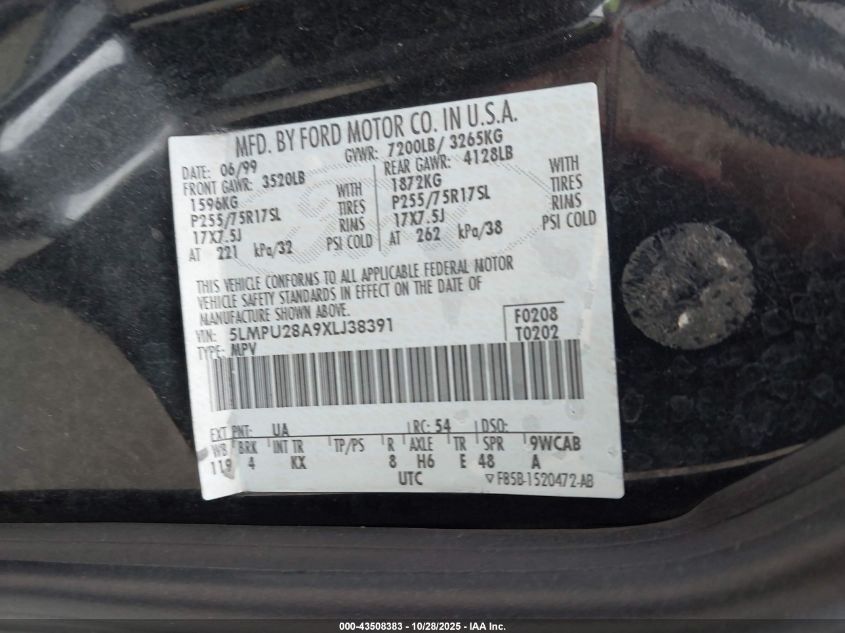 MFD. BY FORD MOTOR CO. IN U.S.A.
DATE: 06/99 GVWR: 7200LB/ 3265KG
FRONT GAWR: 3520LB REAR GAWR: 4128LB
1596KG WITH 1872KG WITH
P255/75R17SL TIRES P255/75R17SL TIRES
17X7.5J RIMS 17X7.5J RIMS
AT 221 kPa/32 PSI COLD AT 262 kPa/38 PSI COLD
THIS VEHICLE CONFORMS TO ALL APPLICABLE FEDERAL MOTOR
VEHICLE SAFETY STANDARDS IN EFFECT ON THE DATE OF
MANUFACTURE SHOWN ABOVE.
VIN: 5LMPU28A9XLJ38391 F0208
TYPE: MPV T0202
EXT PNT: UA RC: 54 DSO:
WB BRK INT TR TP/PS R AXLE TR SPR 9WCAB
119 4 KX 8 H6 E 48 A
UTC ▽ F85B-1520472-AB
000-43508383 - 10/28/2025 - IAA Inc.